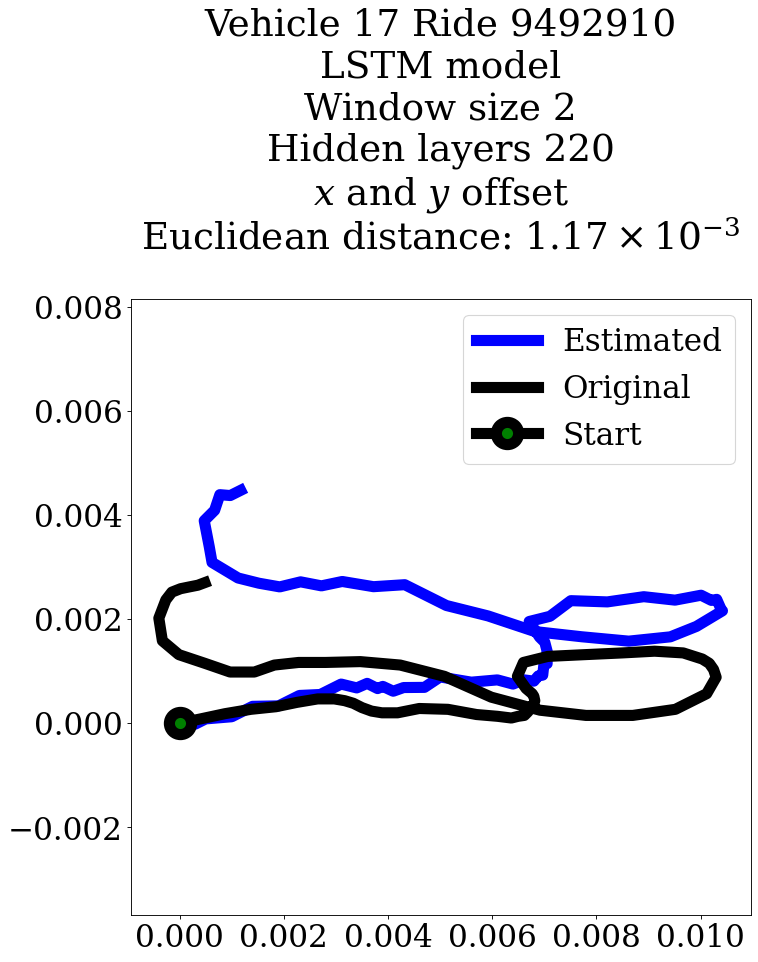 Vehicle 17 Ride 9492910
LSTM model
Window size 2
Hidden layers 220
x and y offset
Euclidean distance: 1.17 × 10⁻³
0.008
0.006
0.004
0.002
0.000
−0.002
Estimated
Original
Start
0.000 0.002 0.004 0.006 0.008 0.010